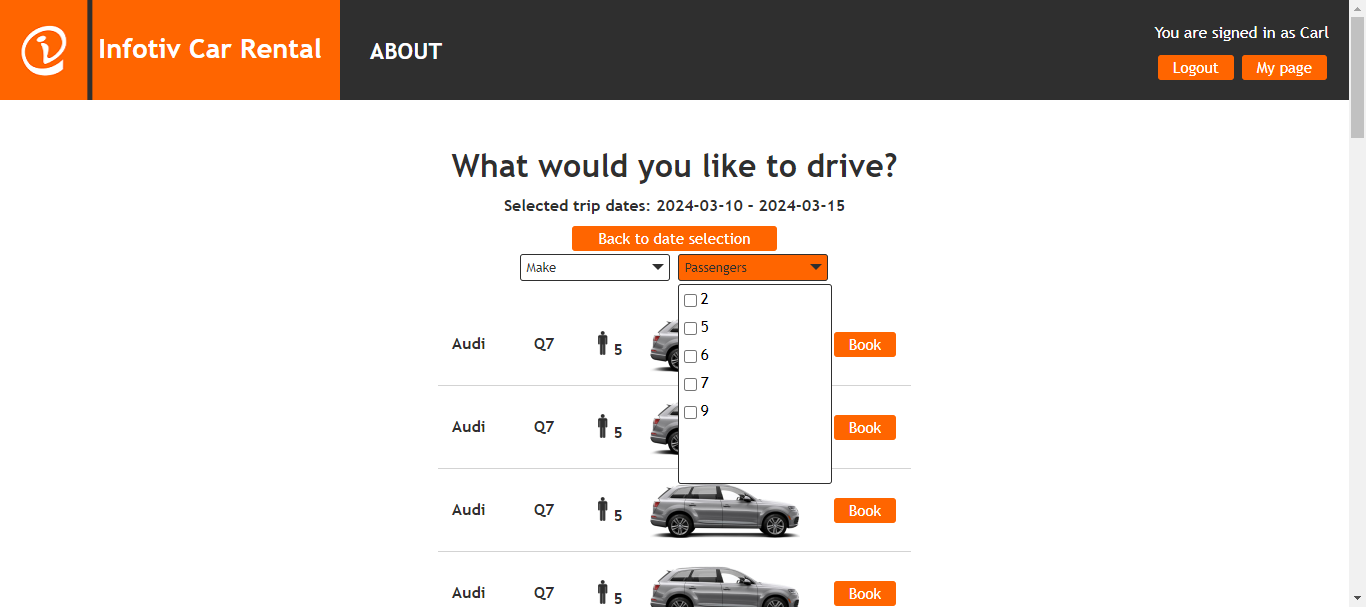 Infotiv Car Rental
ABOUT
You are signed in as Carl
Logout My page
What would you like to drive?
Selected trip dates: 2024-03-10 - 2024-03-15
Back to date selection
Make Passengers
2
5
6
7
9
Audi Q7 5 Book
Audi Q7 5 Book
Audi Q7 5 Book
Audi Q7 5 Book